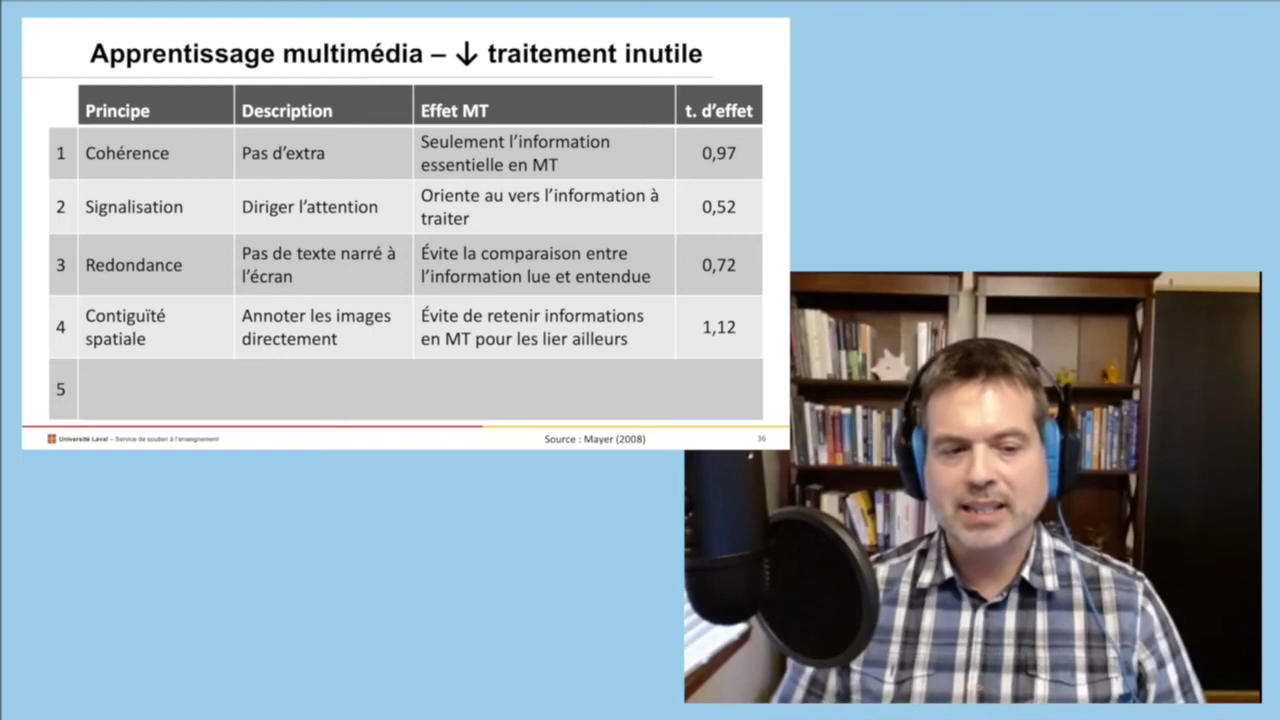 Apprentissage multimédia – ↓ traitement inutile
Principe
Description
Effet MT
t. d’effet
1
Cohérence
Pas d’extra
Seulement l’information
essentielle en MT
0,97
2
Signalisation
Diriger l’attention
Oriente au vers l’information à
traiter
0,52
3
Redondance
Pas de texte narré à
l’écran
Évite la comparaison entre
l’information lue et entendue
0,72
4
Contiguïté
spatiale
Annoter les images
directement
Évite de retenir informations
en MT pour les lier ailleurs
1,12
5
Université Laval – Service de soutien à l’enseignement
Source : Mayer (2008)
36